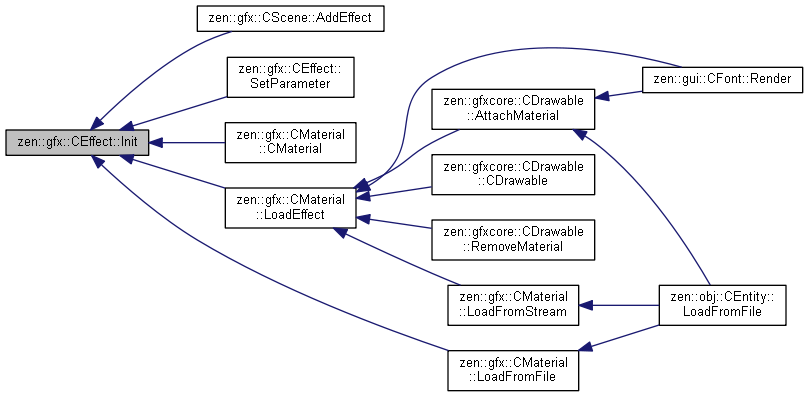 zen::gfx::CScene::AddEffect
zen::gfx::CEffect::
SetParameter
zen::gfx::CMaterial
::CMaterial
zen::gfx::CEffect::Init
zen::gfx::CMaterial
::LoadEffect
zen::gfxcore::CDrawable
::AttachMaterial
zen::gfxcore::CDrawable
::CDrawable
zen::gfxcore::CDrawable
::RemoveMaterial
zen::gfx::CMaterial
::LoadFromStream
zen::gfx::CMaterial
::LoadFromFile
zen::gui::CFont::Render
zen::obj::CEntity::
LoadFromFile